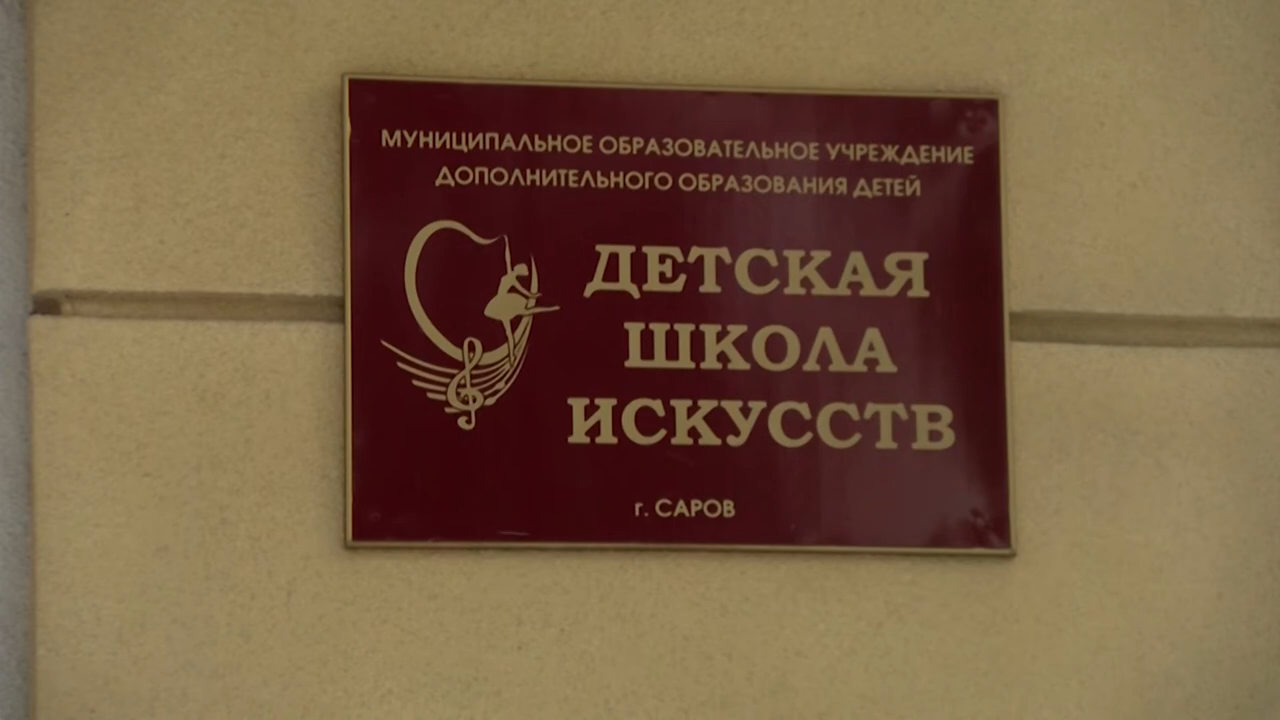 МУНИЦИПАЛЬНОЕ ОБРАЗОВАТЕЛЬНОЕ УЧРЕЖДЕНИЕ
ДОПОЛНИТЕЛЬНОГО ОБРАЗОВАНИЯ ДЕТЕЙ
ДЕТСКАЯ
ШКОЛА
ИСКУССТВ
г. САРОВ